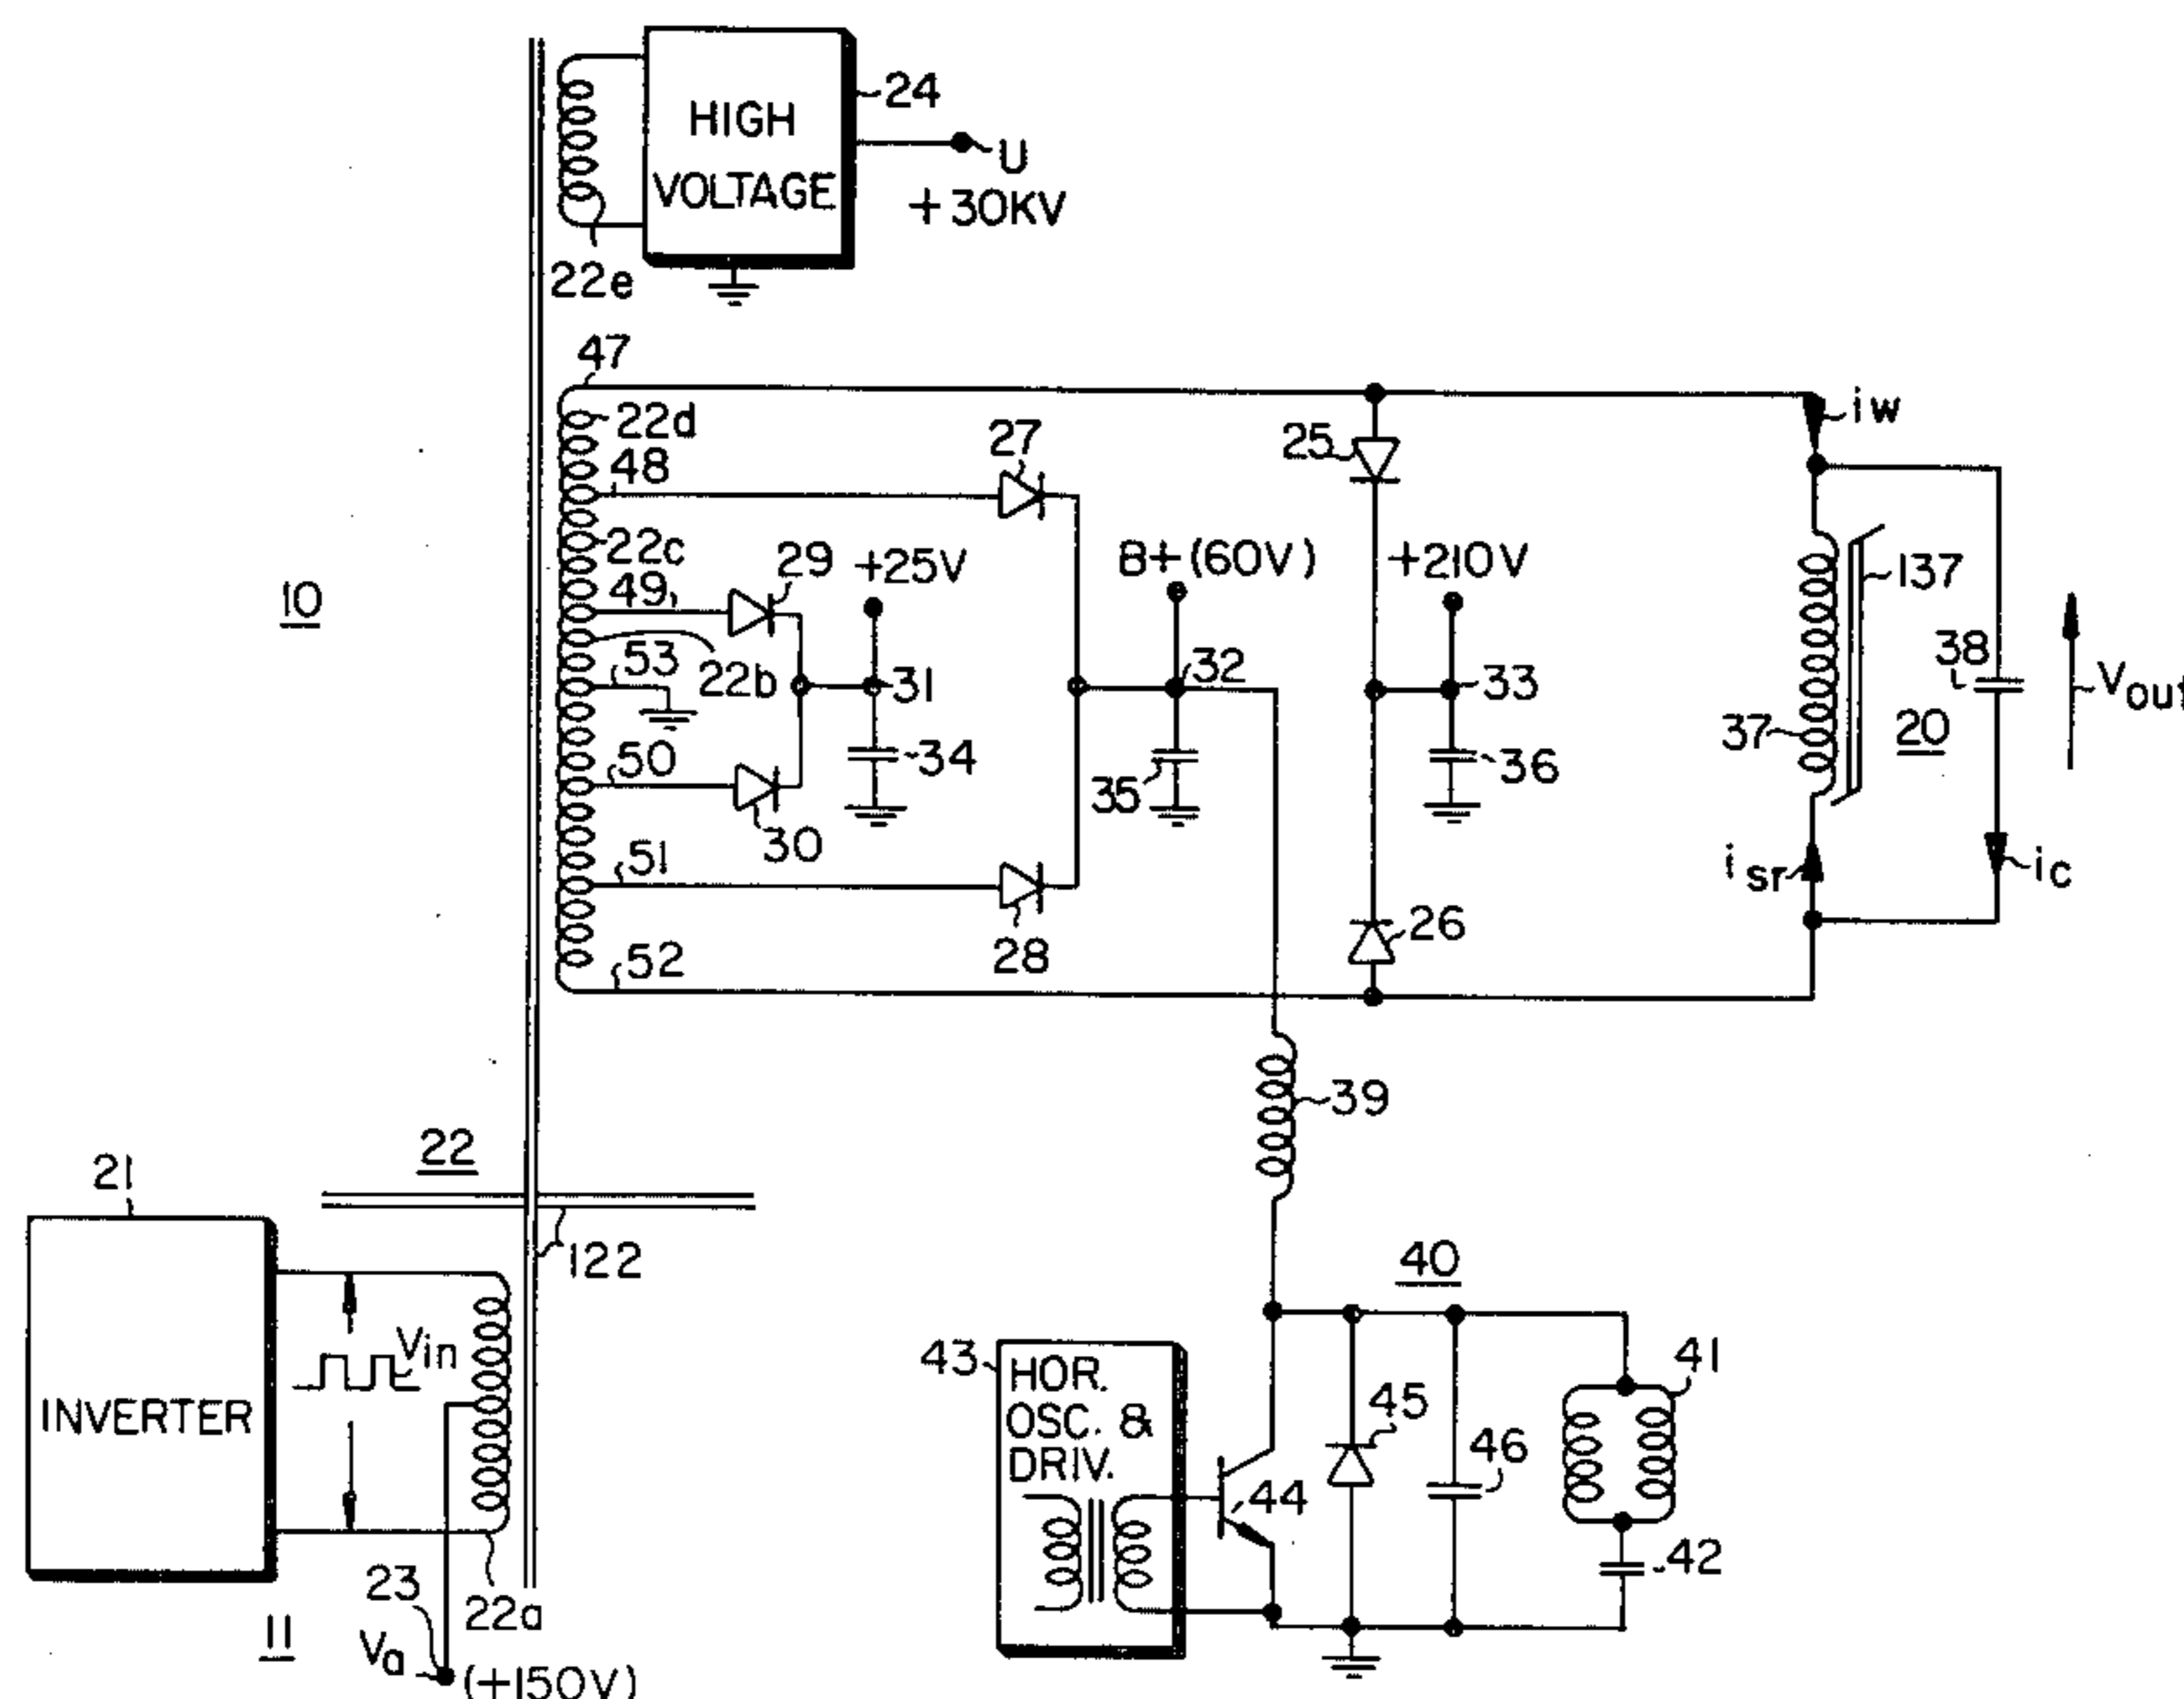 24
HIGH
VOLTAGE
U
+30KV
22e
47
22d
48
27
25
iw
22c
29
+25V
B+(60V)
+210V
137
10
49
53
22b
31
32
33
38
Vout
37
20
50
34
35
36
30
51
isr
ic
28
26
52
39
22
21
122
40
Vin
43
HOR.
OSC. &
DRIV.
45
41
46
INVERTER
44
42
23
22a
11
Va
(+150V)